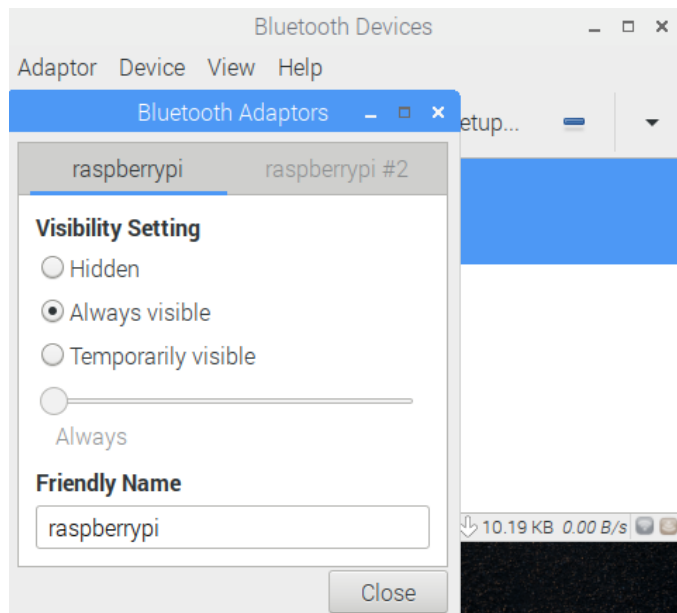 Bluetooth Devices
Adaptor Device View Help
Bluetooth Adaptors
etup...
raspberrypi raspberrypi #2
Visibility Setting
Hidden
Always visible
Temporarily visible
Always
Friendly Name
raspberrypi
10.19 KB 0.00 B/s
Close